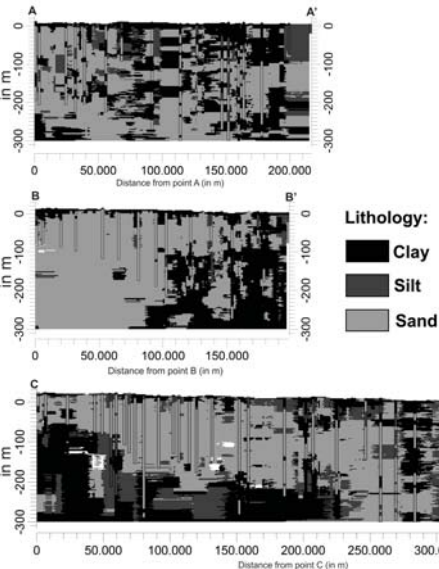 A A'
in m
0 0
-100 -100
-200 -200
-300 -300
0 50.000 100.000 150.000 200.000
Distance from point A (in m)
B B'
in m
0 0
-100 -100
-200 -200
-300 -300
0 50.000 100.000 150.000
Distance from point B (in m)
Lithology:
Clay
Silt
Sand
C
in m
0
-100
-200
-300
0 50.000 100.000 150.000 200.000 250.000 300.0
Distance from point C (in m)